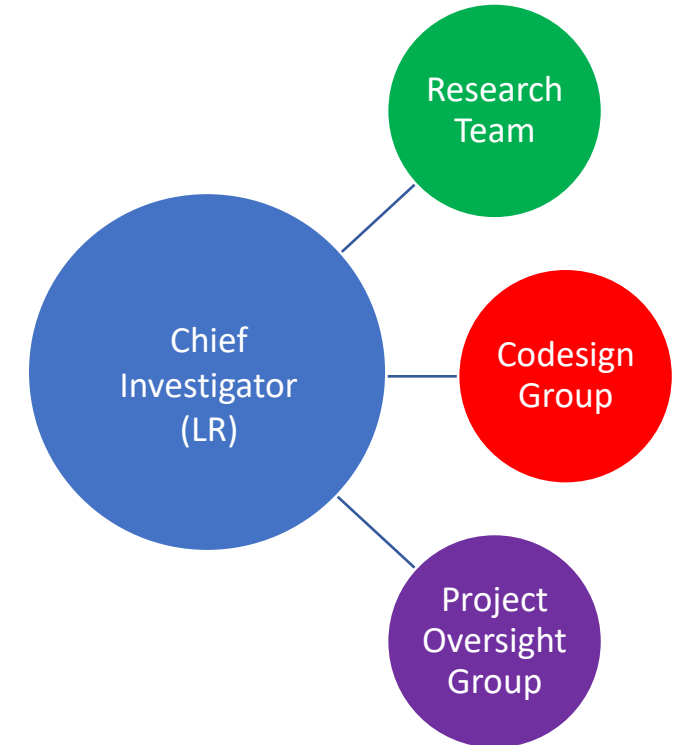 Research
Team
Chief
Investigator
(LR)
Codesign
Group
Project
Oversight
Group